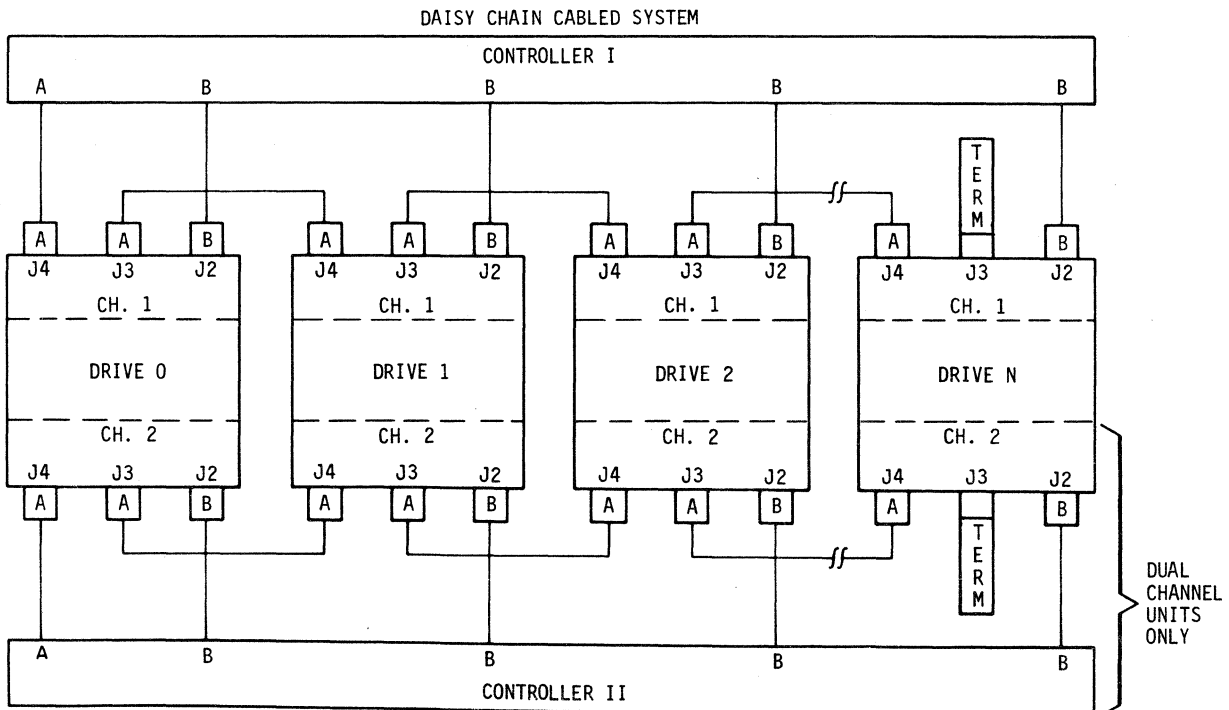 DAISY CHAIN CABLED SYSTEM
CONTROLLER I
A B B B B
TERM
A A B A A B A A B A B
J4 J3 J2 J4 J3 J2 J4 J3 J2 J4 J3 J2
CH. 1 CH. 1 CH. 1 CH. 1
DRIVE 0 DRIVE 1 DRIVE 2 DRIVE N
CH. 2 CH. 2 CH. 2 CH. 2
J4 J3 J2 J4 J3 J2 J4 J3 J2 J4 J3 J2
A A B A A B A A B A B
TERM
DUAL
CHANNEL
UNITS
ONLY
A B B B B
CONTROLLER II